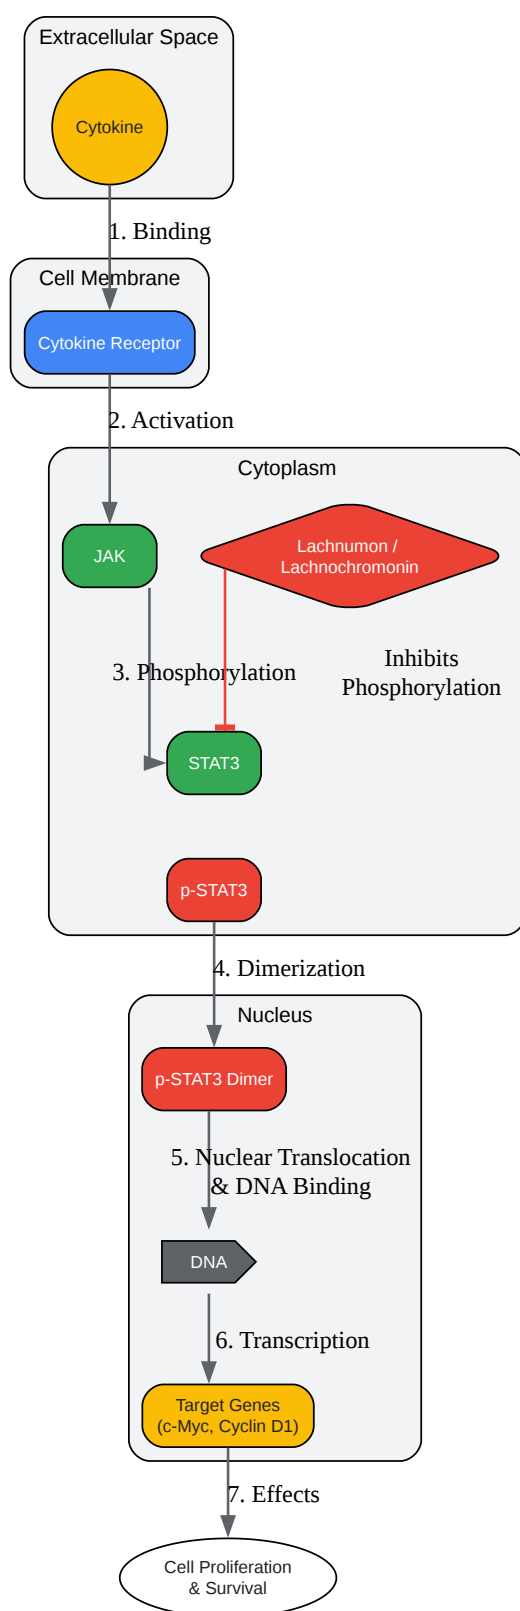 Extracellular Space
Cytokine
1. Binding
Cell Membrane
Cytokine Receptor
2. Activation
Cytoplasm
JAK
Lachnumon /
Lachnochromonin
3. Phosphorylation
Inhibits
Phosphorylation
STAT3
p-STAT3
4. Dimerization
Nucleus
p-STAT3 Dimer
5. Nuclear Translocation
& DNA Binding
DNA
6. Transcription
Target Genes
(c-Myc, Cyclin D1)
7. Effects
Cell Proliferation
& Survival